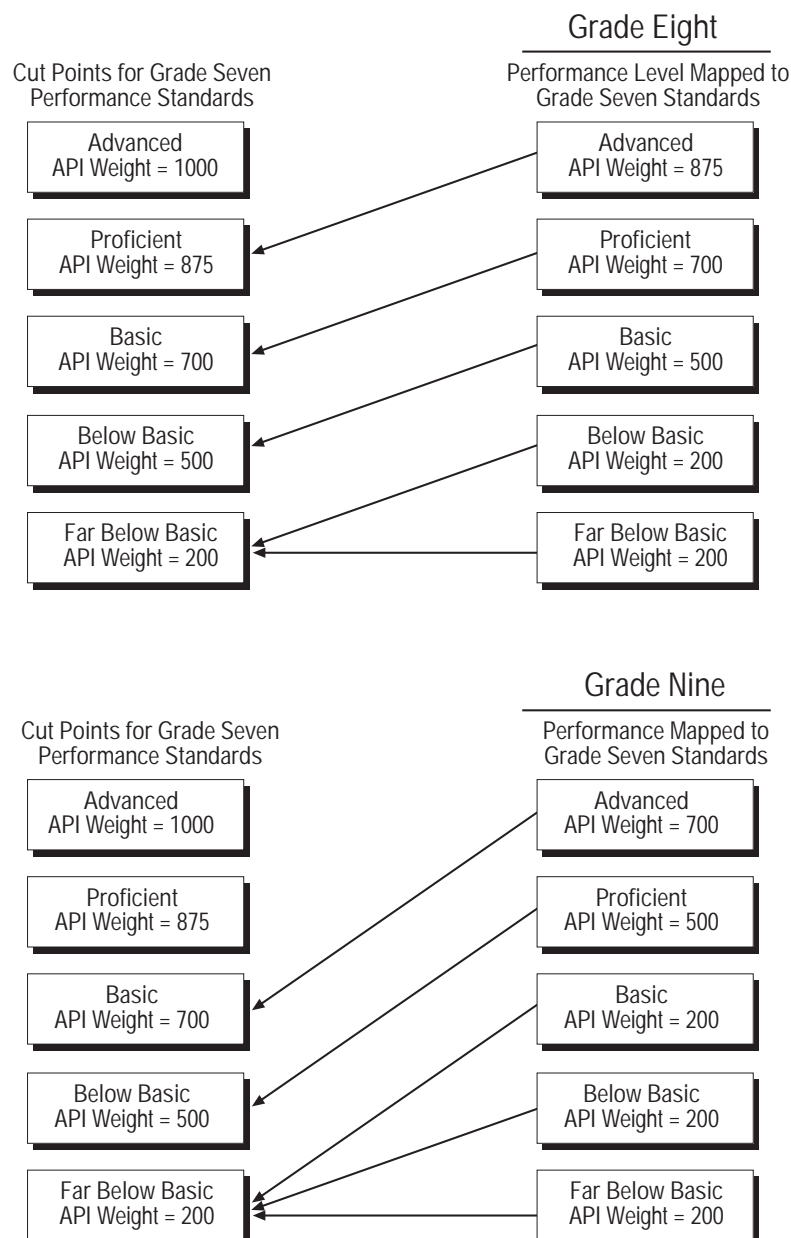 Grade Eight
Cut Points for Grade Seven
Performance Standards
Performance Level Mapped to
Grade Seven Standards
Advanced
API Weight = 1000
Advanced
API Weight = 875
Proficient
API Weight = 875
Proficient
API Weight = 700
Basic
API Weight = 700
Basic
API Weight = 500
Below Basic
API Weight = 500
Below Basic
API Weight = 200
Far Below Basic
API Weight = 200
Far Below Basic
API Weight = 200
Grade Nine
Cut Points for Grade Seven
Performance Standards
Performance Mapped to
Grade Seven Standards
Advanced
API Weight = 1000
Advanced
API Weight = 700
Proficient
API Weight = 875
Proficient
API Weight = 500
Basic
API Weight = 700
Basic
API Weight = 200
Below Basic
API Weight = 500
Below Basic
API Weight = 200
Far Below Basic
API Weight = 200
Far Below Basic
API Weight = 200